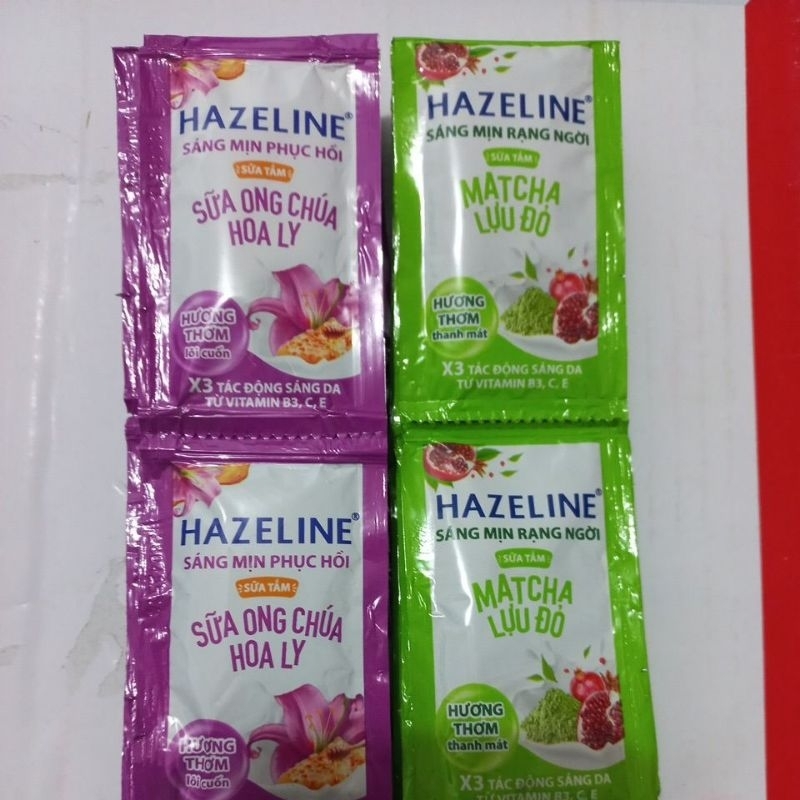 HAZELINE®
SÁNG MỊN PHỤC HỒI
SỮA TẮM
SỮA ONG CHÚA
HOA LY
HƯƠNG
THƠM
lôi cuốn
X3 TÁC ĐỘNG SÁNG DA
TỪ VITAMIN B3, C, E
HAZELINE®
SÁNG MỊN RẠNG NGỜI
SỮA TẮM
MATCHA
LỰU ĐỎ
HƯƠNG
THƠM
thanh mát
X3 TÁC ĐỘNG SÁNG DA
TỪ VITAMIN B3, C, E
HAZELINE®
SÁNG MỊN PHỤC HỒI
SỮA TẮM
SỮA ONG CHÚA
HOA LY
HƯƠNG
THƠM
lôi cuốn
HAZELINE®
SÁNG MỊN RẠNG NGỜI
SỮA TẮM
MATCHA
LỰU ĐỎ
HƯƠNG
THƠM
thanh mát
X3 TÁC ĐỘNG SÁNG DA
TỪ VITAMIN B3, C, E